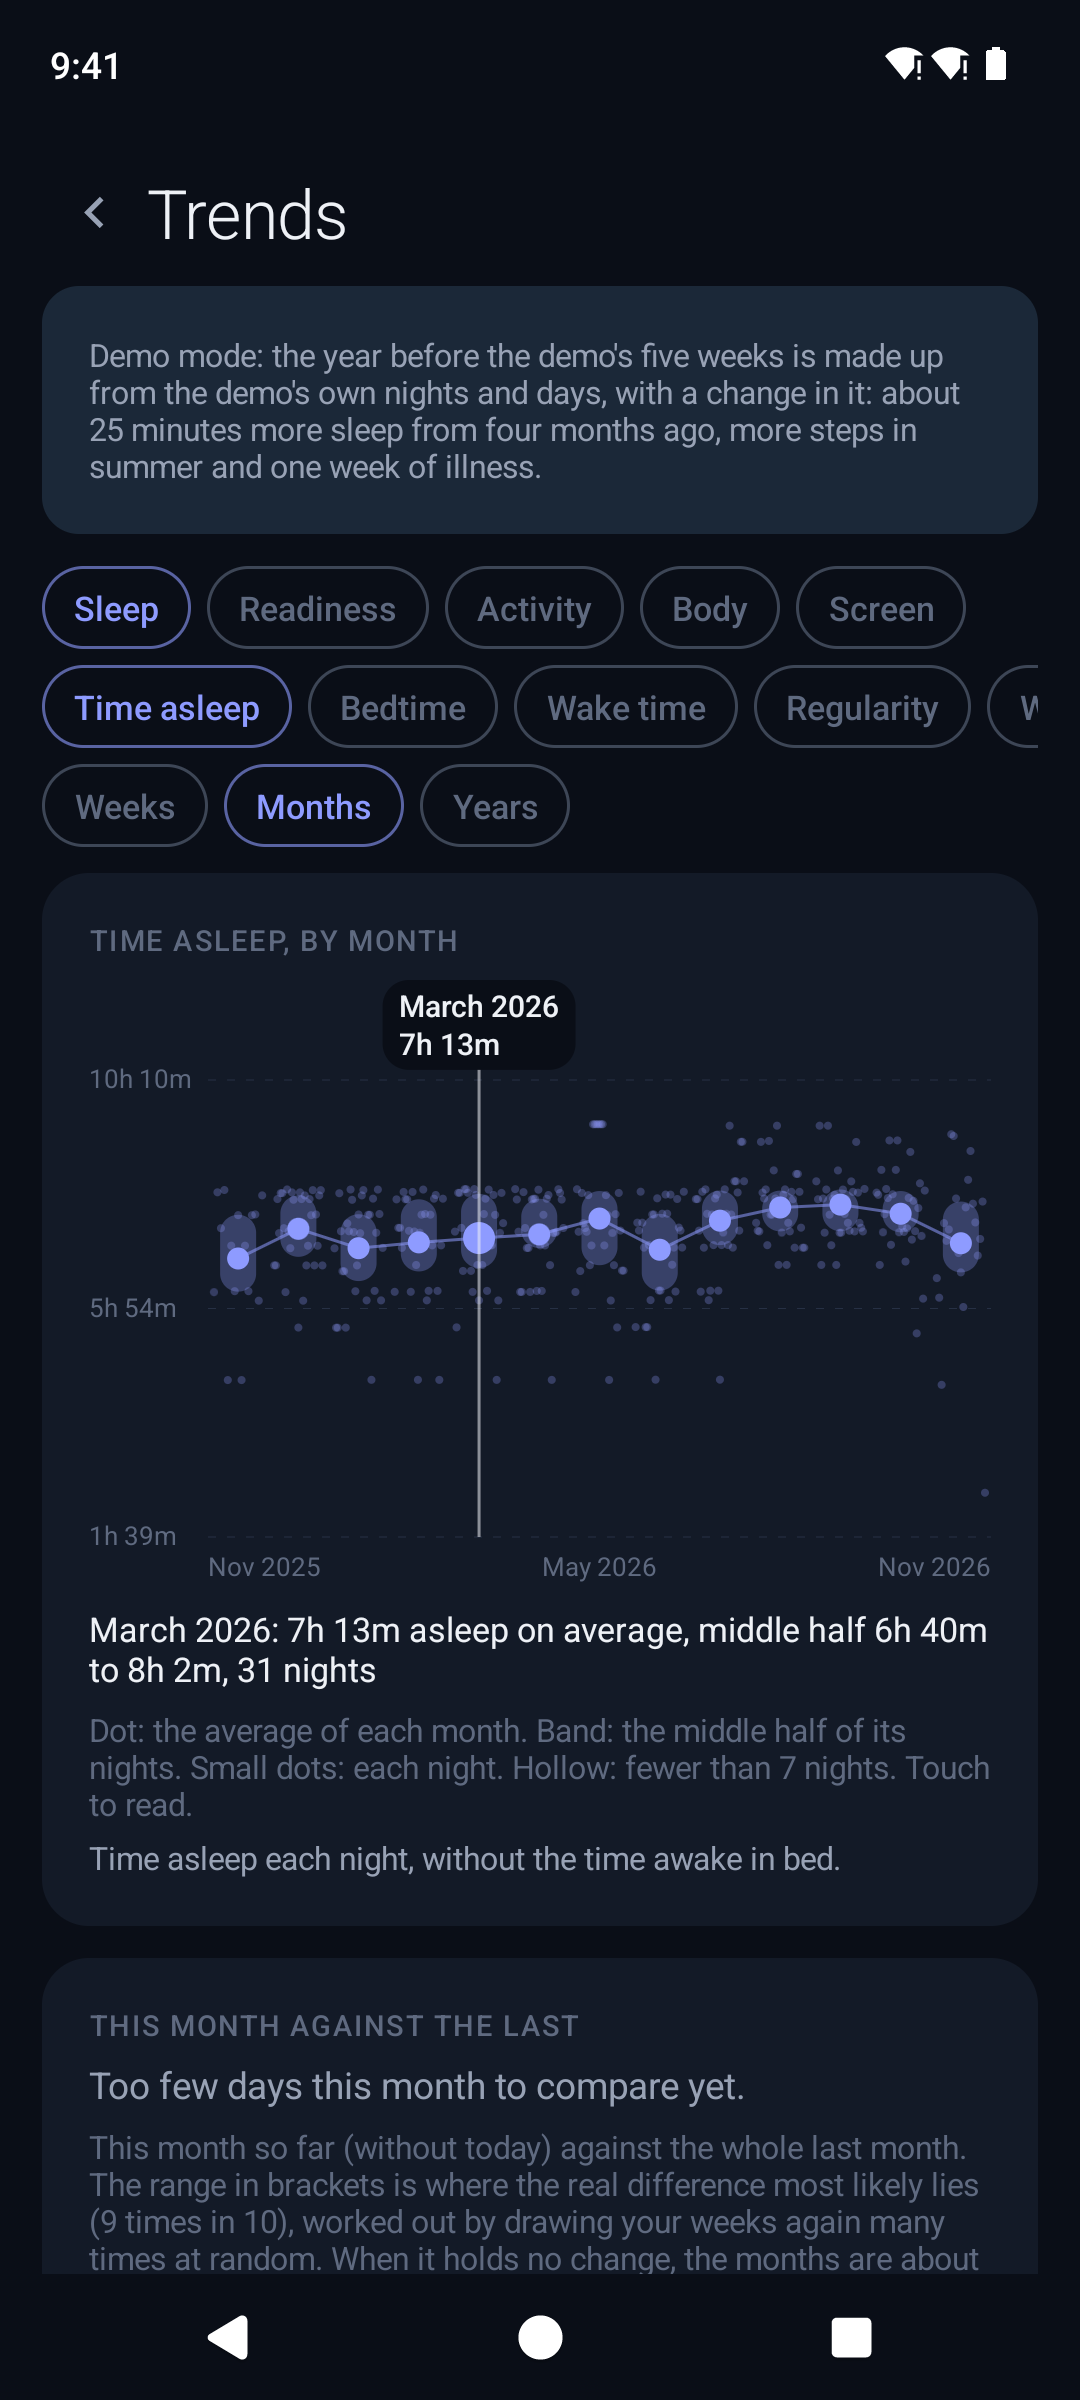 9:41
Trends
Demo mode: the year before the demo's five weeks is made up
from the demo's own nights and days, with a change in it: about
25 minutes more sleep from four months ago, more steps in
summer and one week of illness.
Sleep Readiness Activity Body Screen
Time asleep Bedtime Wake time Regularity
Weeks Months Years
TIME ASLEEP, BY MONTH
March 2026
7h 13m
10h 10m
5h 54m
1h 39m
Nov 2025 May 2026 Nov 2026
March 2026: 7h 13m asleep on average, middle half 6h 40m
to 8h 2m, 31 nights
Dot: the average of each month. Band: the middle half of its
nights. Small dots: each night. Hollow: fewer than 7 nights. Touch
to read.
Time asleep each night, without the time awake in bed.
THIS MONTH AGAINST THE LAST
Too few days this month to compare yet.
This month so far (without today) against the whole last month.
The range in brackets is where the real difference most likely lies
(9 times in 10), worked out by drawing your weeks again many
times at random. When it holds no change, the months are about